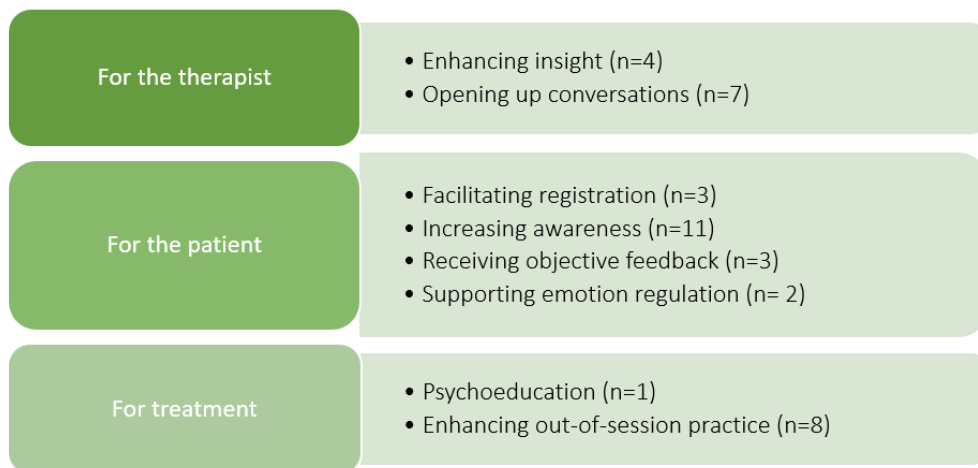 For the therapist
• Enhancing insight (n=4)
• Opening up conversations (n=7)
For the patient
• Facilitating registration (n=3)
• Increasing awareness (n=11)
• Receiving objective feedback (n=3)
• Supporting emotion regulation (n= 2)
For treatment
• Psychoeducation (n=1)
• Enhancing out-of-session practice (n=8)